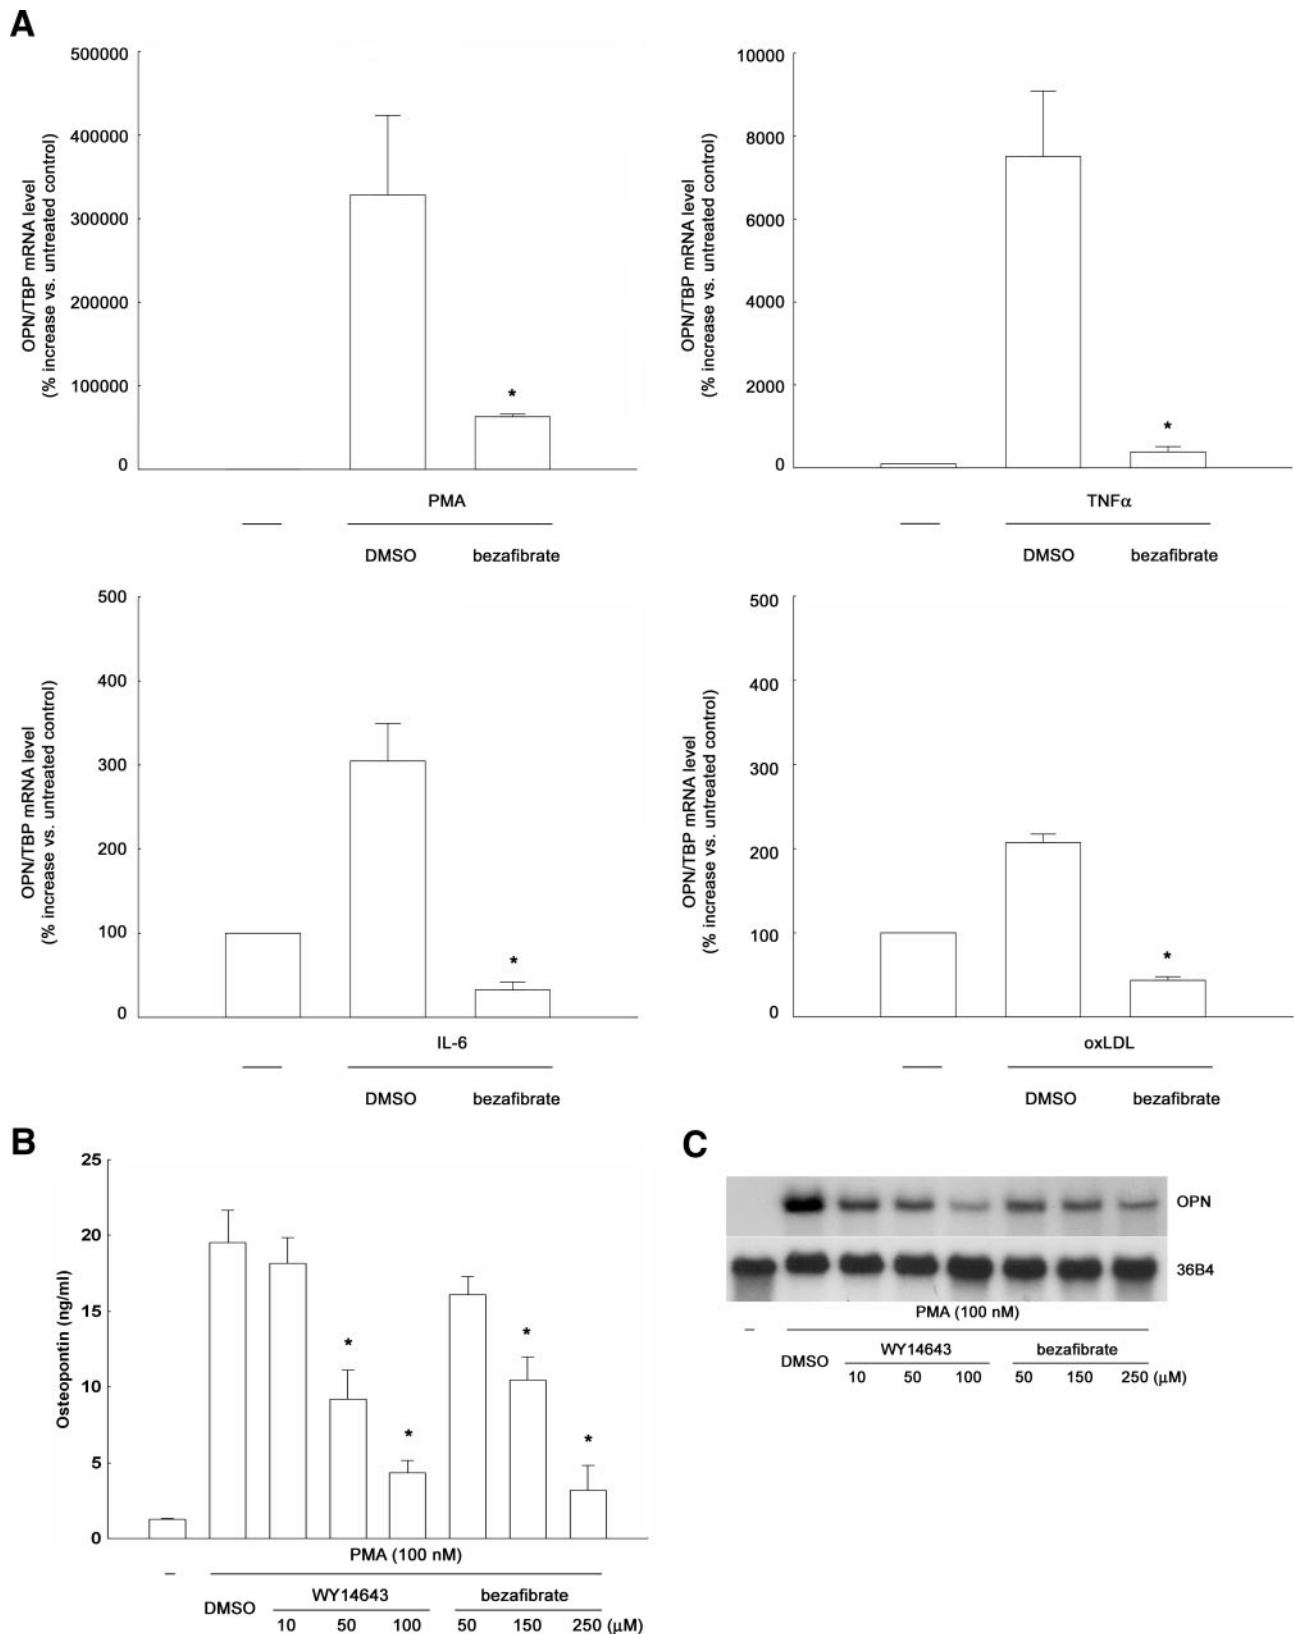 A
500000
400000
300000
200000
100000
0
OPN/TBP mRNA level
(% increase vs. untreated control)
*
PMA
DMSO bezafibrate
10000
8000
6000
4000
2000
0
OPN/TBP mRNA level
(% increase vs. untreated control)
*
TNFα
DMSO bezafibrate
500
400
300
200
100
0
OPN/TBP mRNA level
(% increase vs. untreated control)
*
IL-6
DMSO bezafibrate
500
400
300
200
100
0
OPN/TBP mRNA level
(% increase vs. untreated control)
*
oxLDL
DMSO bezafibrate
B
25
20
15
10
5
0
Osteopontin (ng/ml)
* * * *
PMA (100 nM)
–
DMSO WY14643 bezafibrate
10 50 100 50 150 250 (μM)
C
OPN
36B4
PMA (100 nM)
–
DMSO WY14643 bezafibrate
10 50 100 50 150 250 (μM)